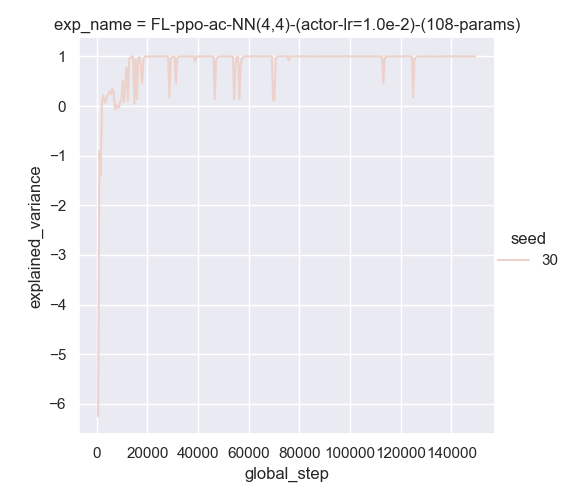 exp_name = FL-ppo-ac-NN(4,4)-(actor-lr=1.0e-2)-(108-params)
1
0
−1
−2
−3
−4
−5
−6
explained_variance
0 20000 40000 60000 80000 100000 120000 140000
global_step
seed
30